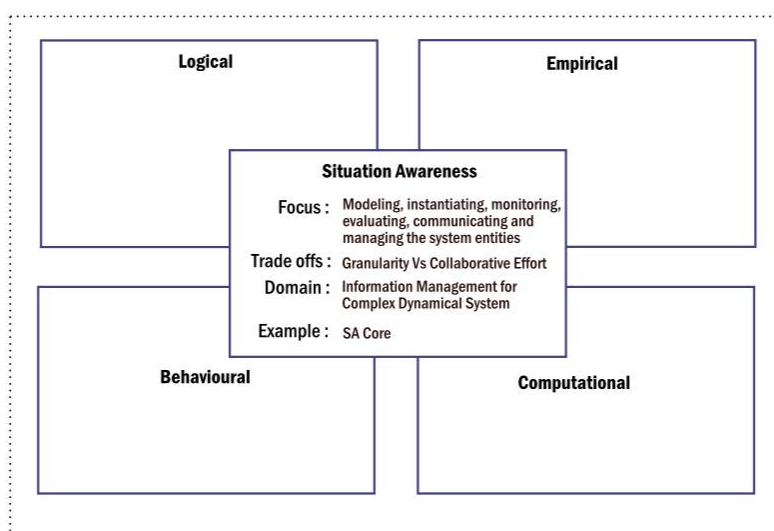 Logical
Empirical
Situation Awareness
Focus : Modeling, instantiating, monitoring,
evaluating, communicating and
managing the system entities
Trade offs : Granularity Vs Collaborative Effort
Domain : Information Management for
Complex Dynamical System
Example : SA Core
Behavioural
Computational